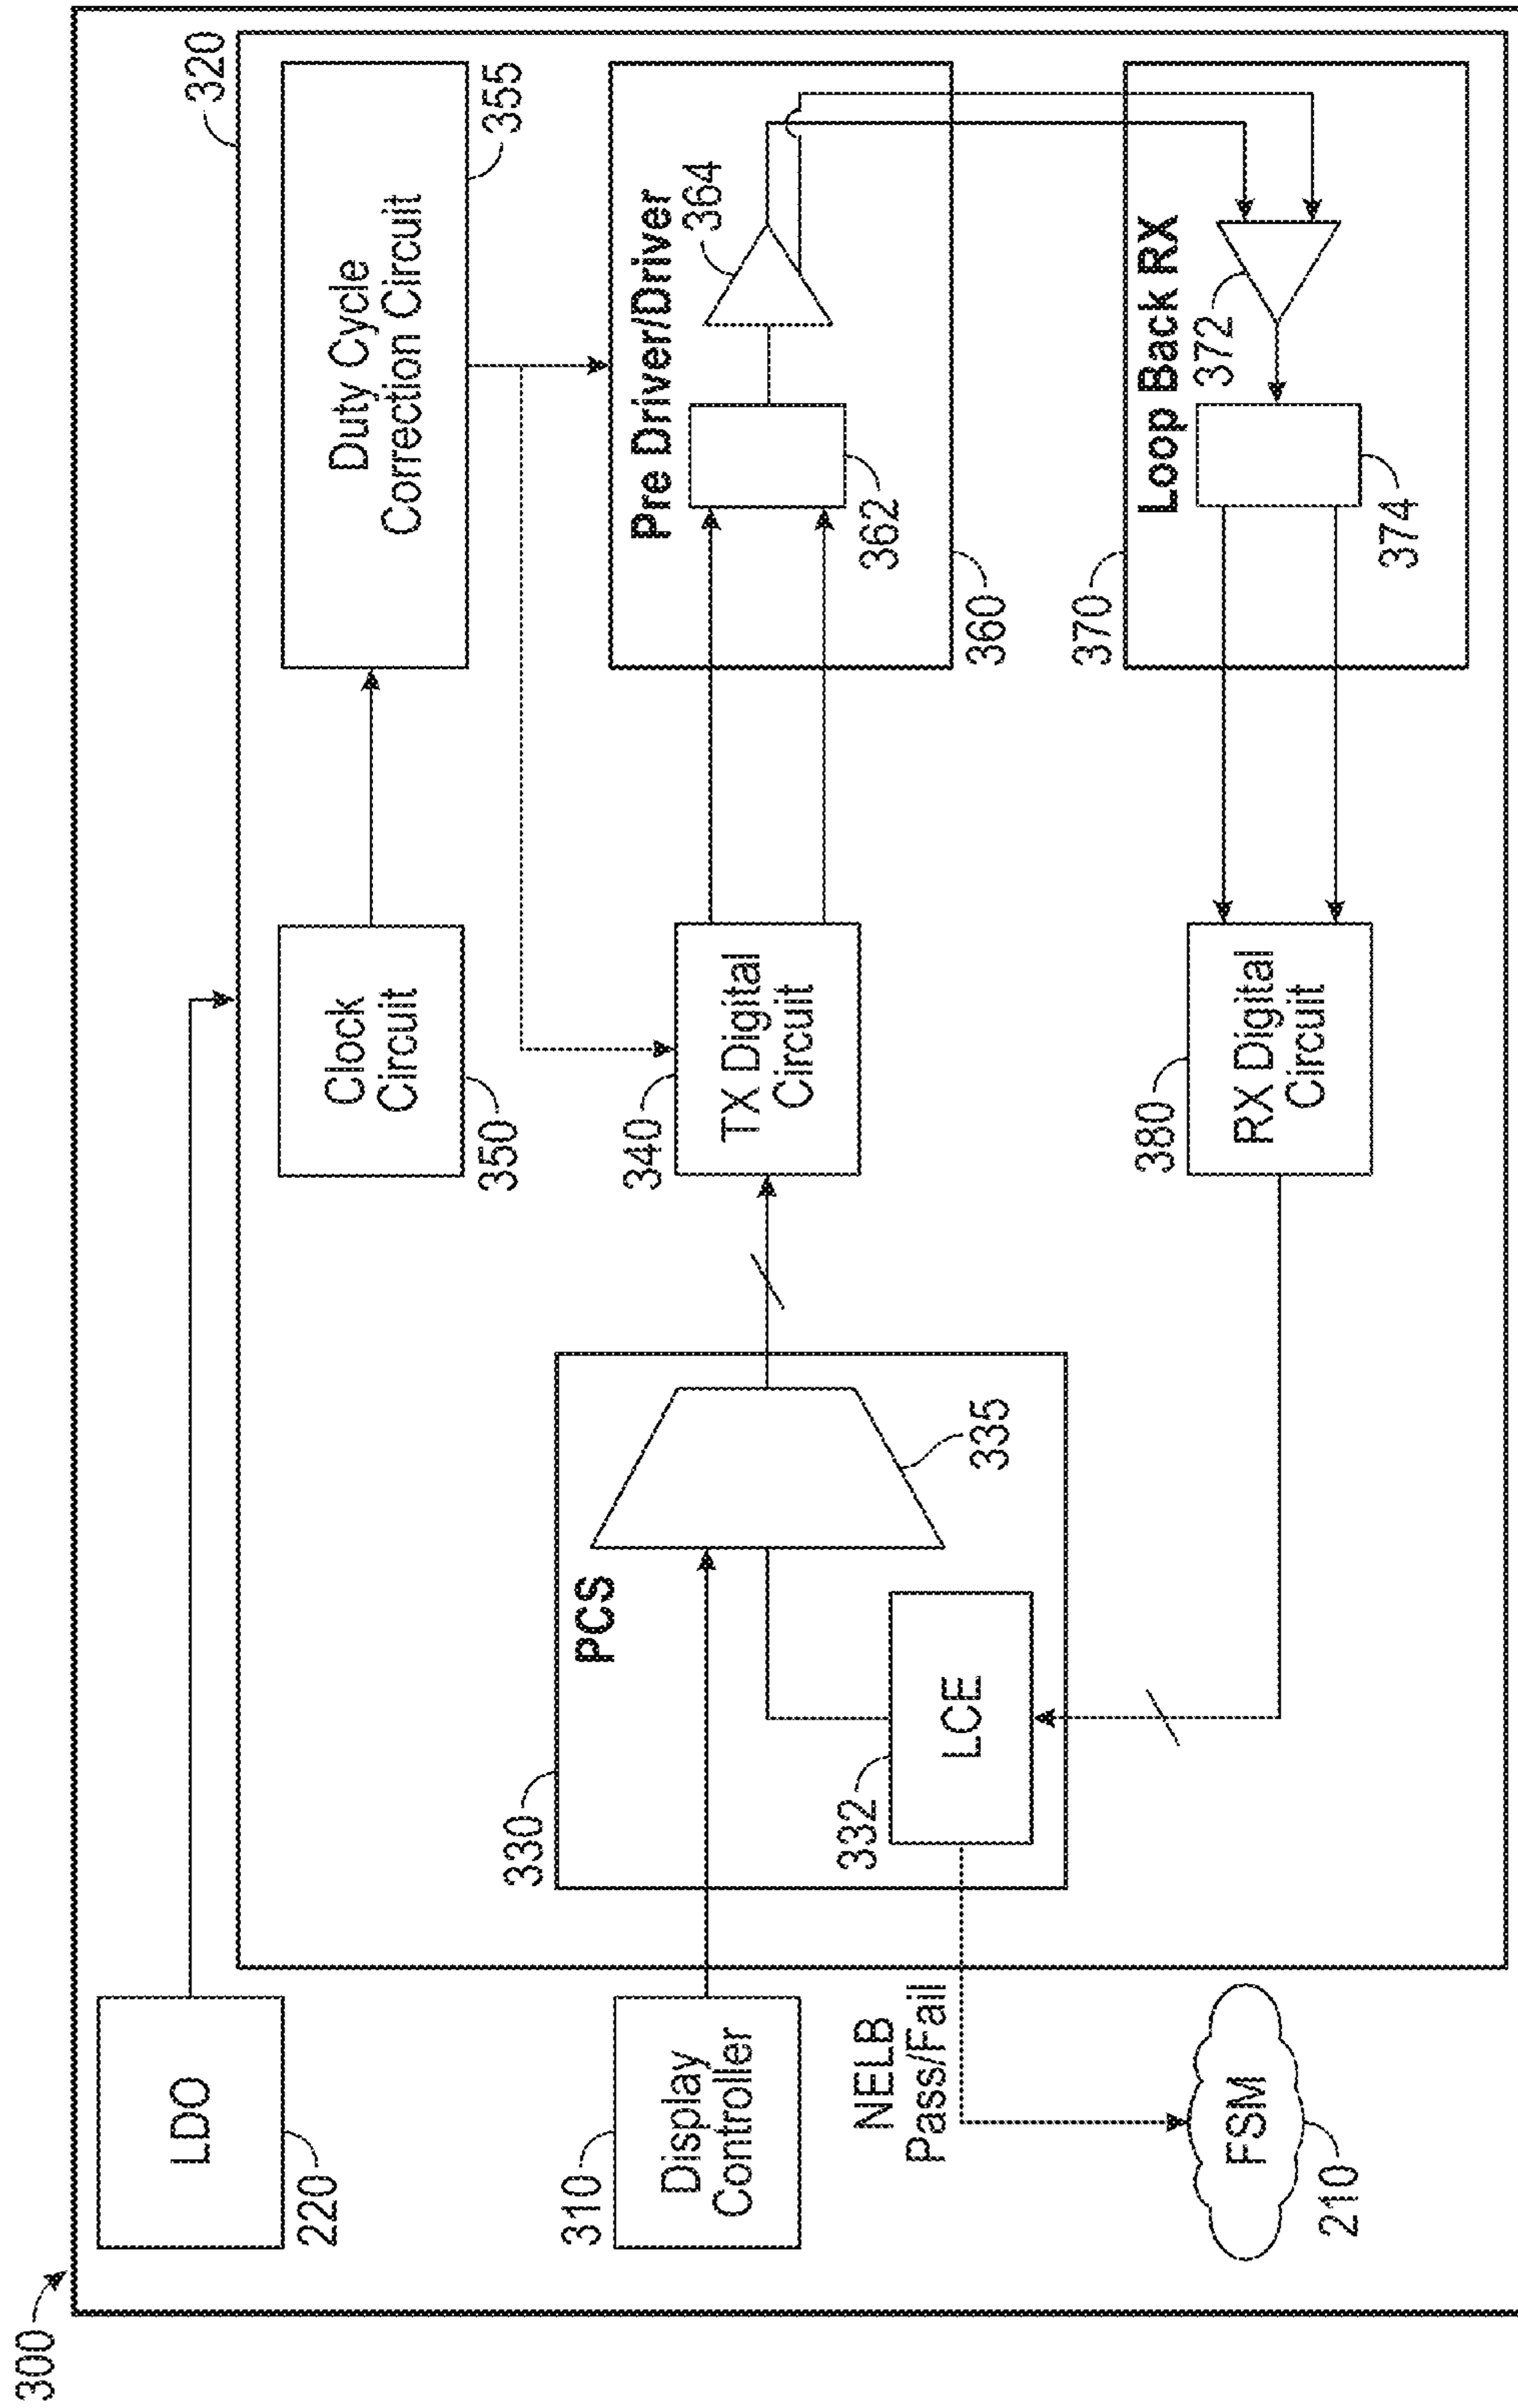 300
LDO
220
320
Clock
Circuit
350
Duty Cycle
Correction Circuit
355
Display
Controller
310
330
PCS
335
LCE
332
340
TX Digital
Circuit
Pre Driver/Driver
364
362
360
NELB
Pass/Fail
FSM
210
380
RX Digital
Circuit
370
Loop Back RX
372
374